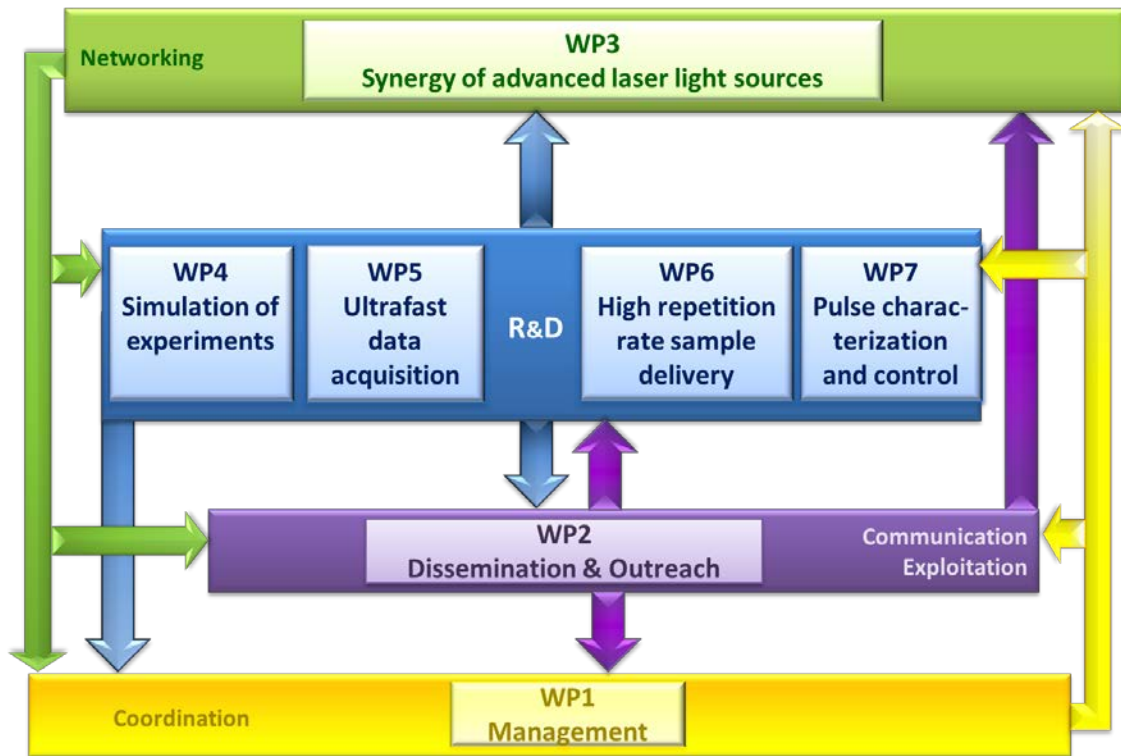 Networking
WP3
Synergy of advanced laser light sources
WP4
Simulation of
experiments
WP5
Ultrafast
data
acquisition
R&D
WP6
High repetition
rate sample
delivery
WP7
Pulse charac-
terization
and control
WP2
Dissemination & Outreach
Communication
Exploitation
Coordination
WP1
Management